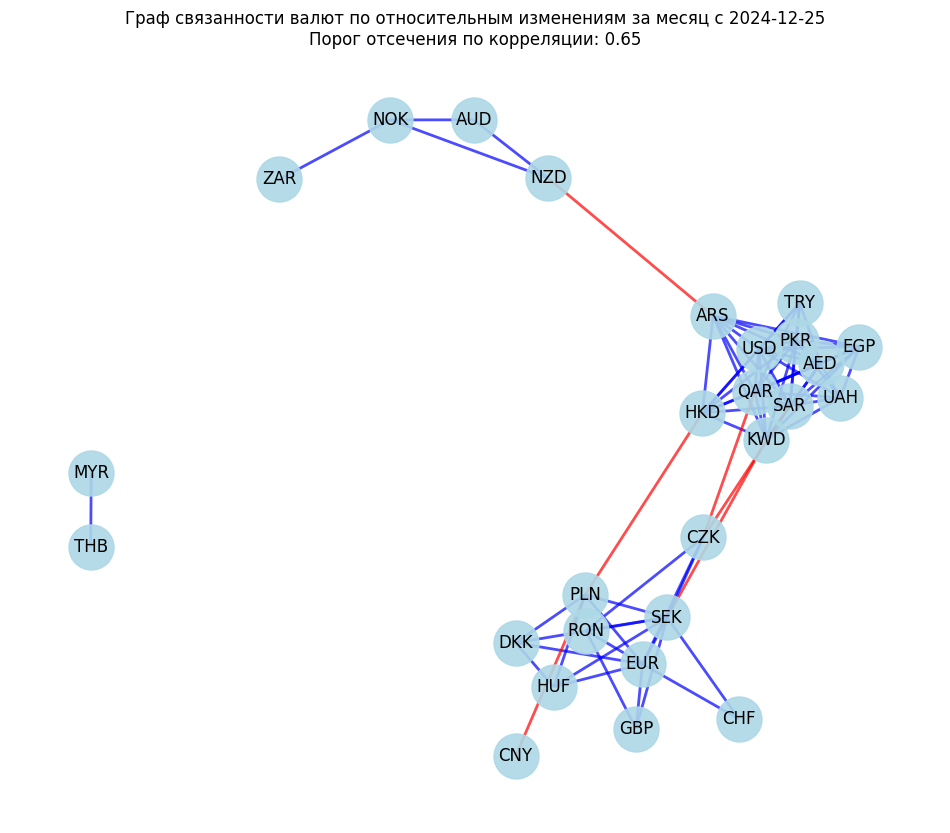 Граф связанности валют по относительным изменениям за месяц с 2024-12-25
Порог отсечения по корреляции: 0.65
NOK
AUD
ZAR
NZD
TRY
ARS
PKR
USD
EGP
AED
QAR
UAH
SAR
HKD
KWD
MYR
CZK
THB
PLN
SEK
RON
DKK
EUR
HUF
CHF
GBP
CNY